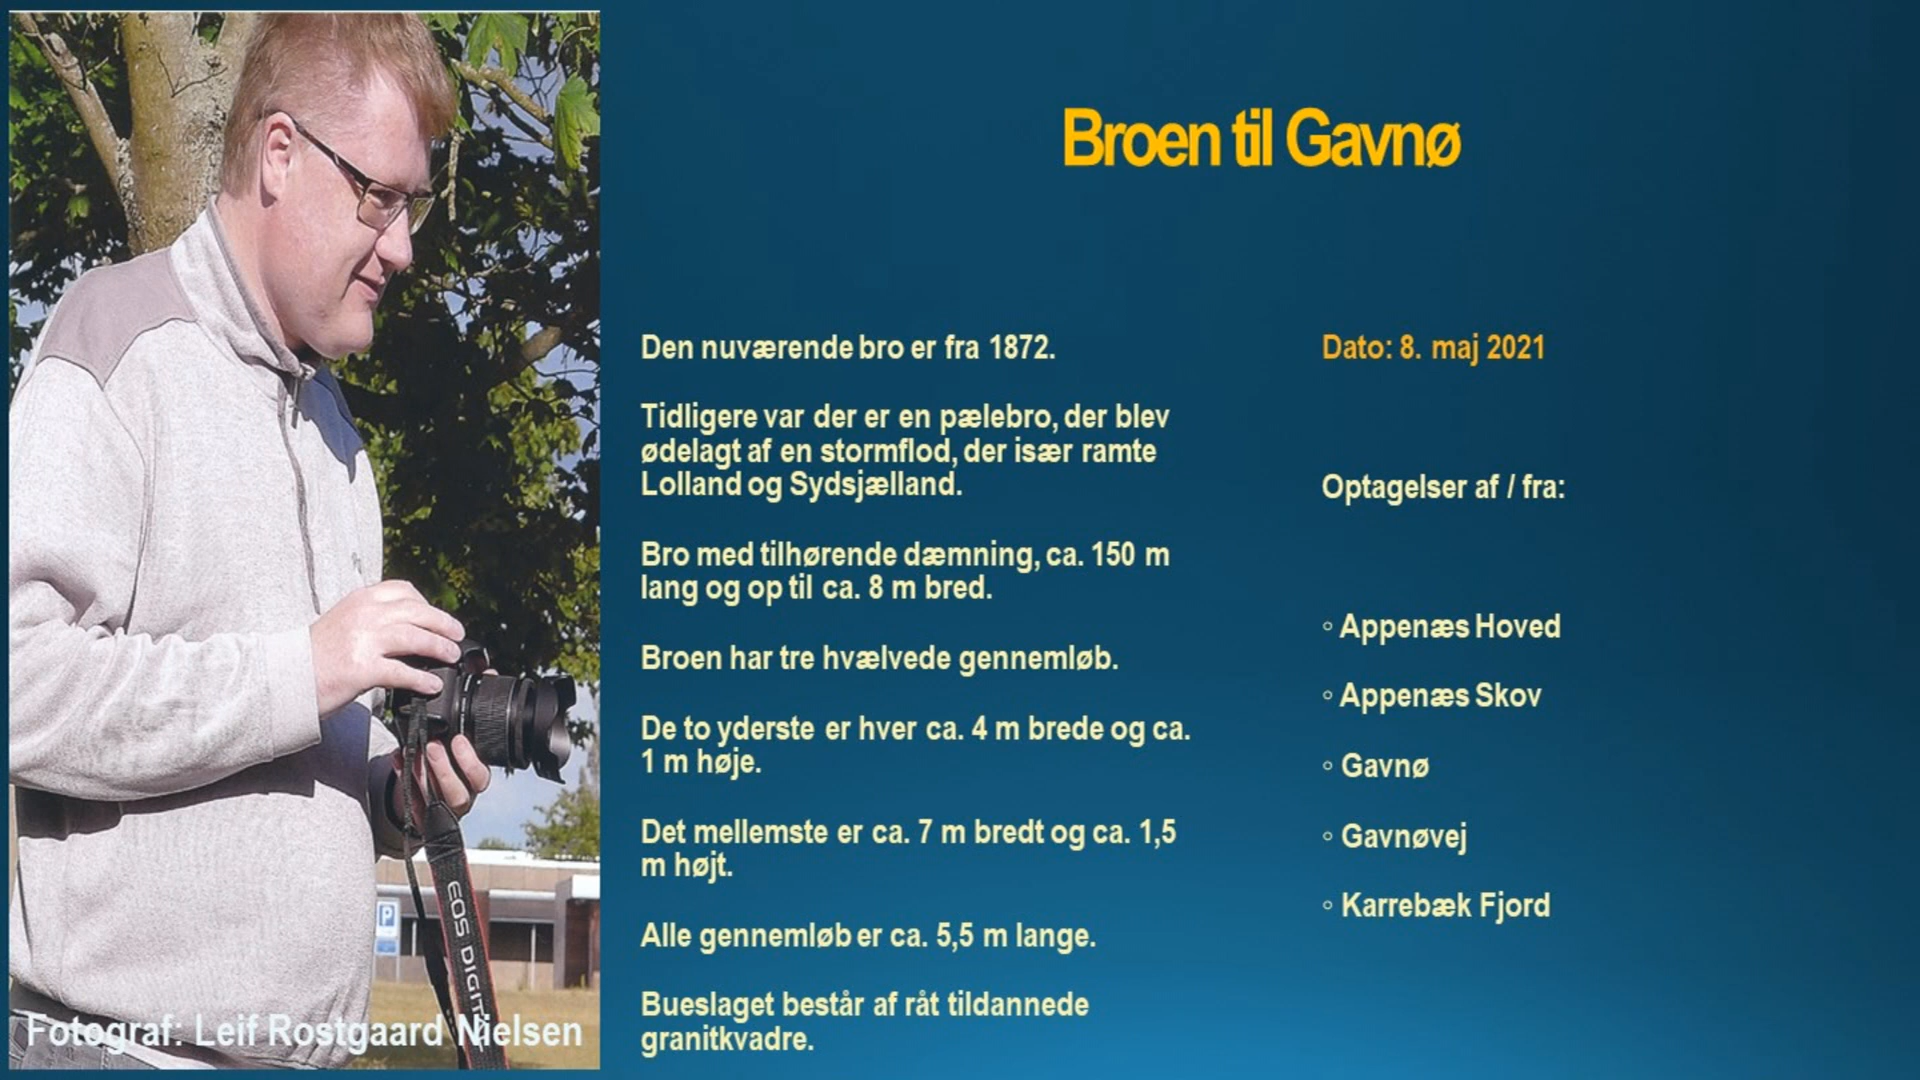 Broen til Gavnø
Den nuværende bro er fra 1872.
Tidligere var der er en pælebro, der blev
ødelagt af en stormflod, der især ramte
Lolland og Sydsjælland.
Bro med tilhørende dæmning, ca. 150 m
lang og op til ca. 8 m bred.
Broen har tre hvælvede gennemløb.
De to yderste er hver ca. 4 m brede og ca.
1 m høje.
Det mellemste er ca. 7 m bredt og ca. 1,5
m højt.
Alle gennemløb er ca. 5,5 m lange.
Bueslaget består af råt tildannede
granitkvadre.
Dato: 8. maj 2021
Optagelser af / fra:
◦ Appenæs Hoved
◦ Appenæs Skov
◦ Gavnø
◦ Gavnøvej
◦ Karrebæk Fjord
P
EOS DIGIT
Fotograf: Leif Rostgaard Nielsen